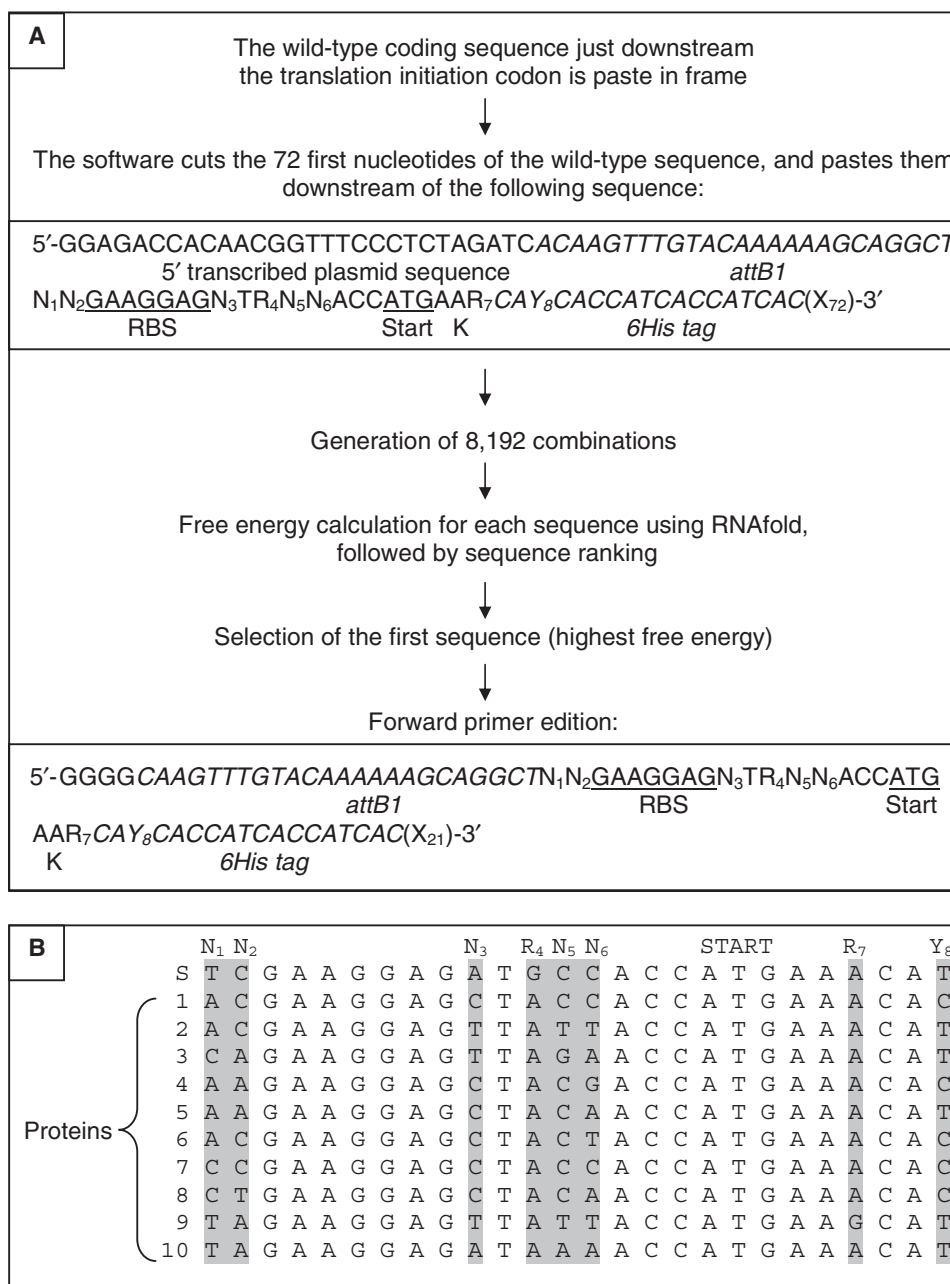 A
The wild-type coding sequence just downstream
the translation initiation codon is paste in frame
The software cuts the 72 first nucleotides of the wild-type sequence, and pastes them
downstream of the following sequence:
5′-GGAGACCACAACGGTTTCCCTCTAGATCACAAGTTTGTACAAAAAAGCAGGCT
5′ transcribed plasmid sequence attB1
N₁N₂GAAGGAGN₃TR₄N₅N₆ACCATGAAR₇CAY₈CACCATCACCATCAC(X₇₂)-3′
RBS Start K 6His tag
Generation of 8,192 combinations
Free energy calculation for each sequence using RNAfold,
followed by sequence ranking
Selection of the first sequence (highest free energy)
Forward primer edition:
5′-GGGGCAAGTTTGTACAAAAAAGCAGGCTN₁N₂GAAGGAGN₃TR₄N₅N₆ACCATG
attB1 RBS Start
AAR₇CAY₈CACCATCACCATCAC(X₂₁)-3′
K 6His tag
B
N₁ N₂ N₃ R₄ N₅ N₆ START R₇ Y₈
S T C G A A G G A G A T G C C A C C A T G A A A C A T
1 A C G A A G G A G C T A C C A C C A T G A A A C A C
2 A C G A A G G A G T T A T T A C C A T G A A A C A T
3 C A G A A G G A G T T A G A A C C A T G A A A C A T
4 A A G A A G G A G C T A C G A C C A T G A A A C A C
5 A A G A A G G A G C T A C A A C C A T G A A A C A T
Proteins
6 A C G A A G G A G C T A C T A C C A T G A A A C A C
7 C C G A A G G A G C T A C C A C C A T G A A A C A C
8 C T G A A G G A G C T A C A A C C A T G A A A C A C
9 T A G A A G G A G T T A T T A C C A T G A A G C A T
10 T A G A A G G A G A T A A A A C C A T G A A A C A T